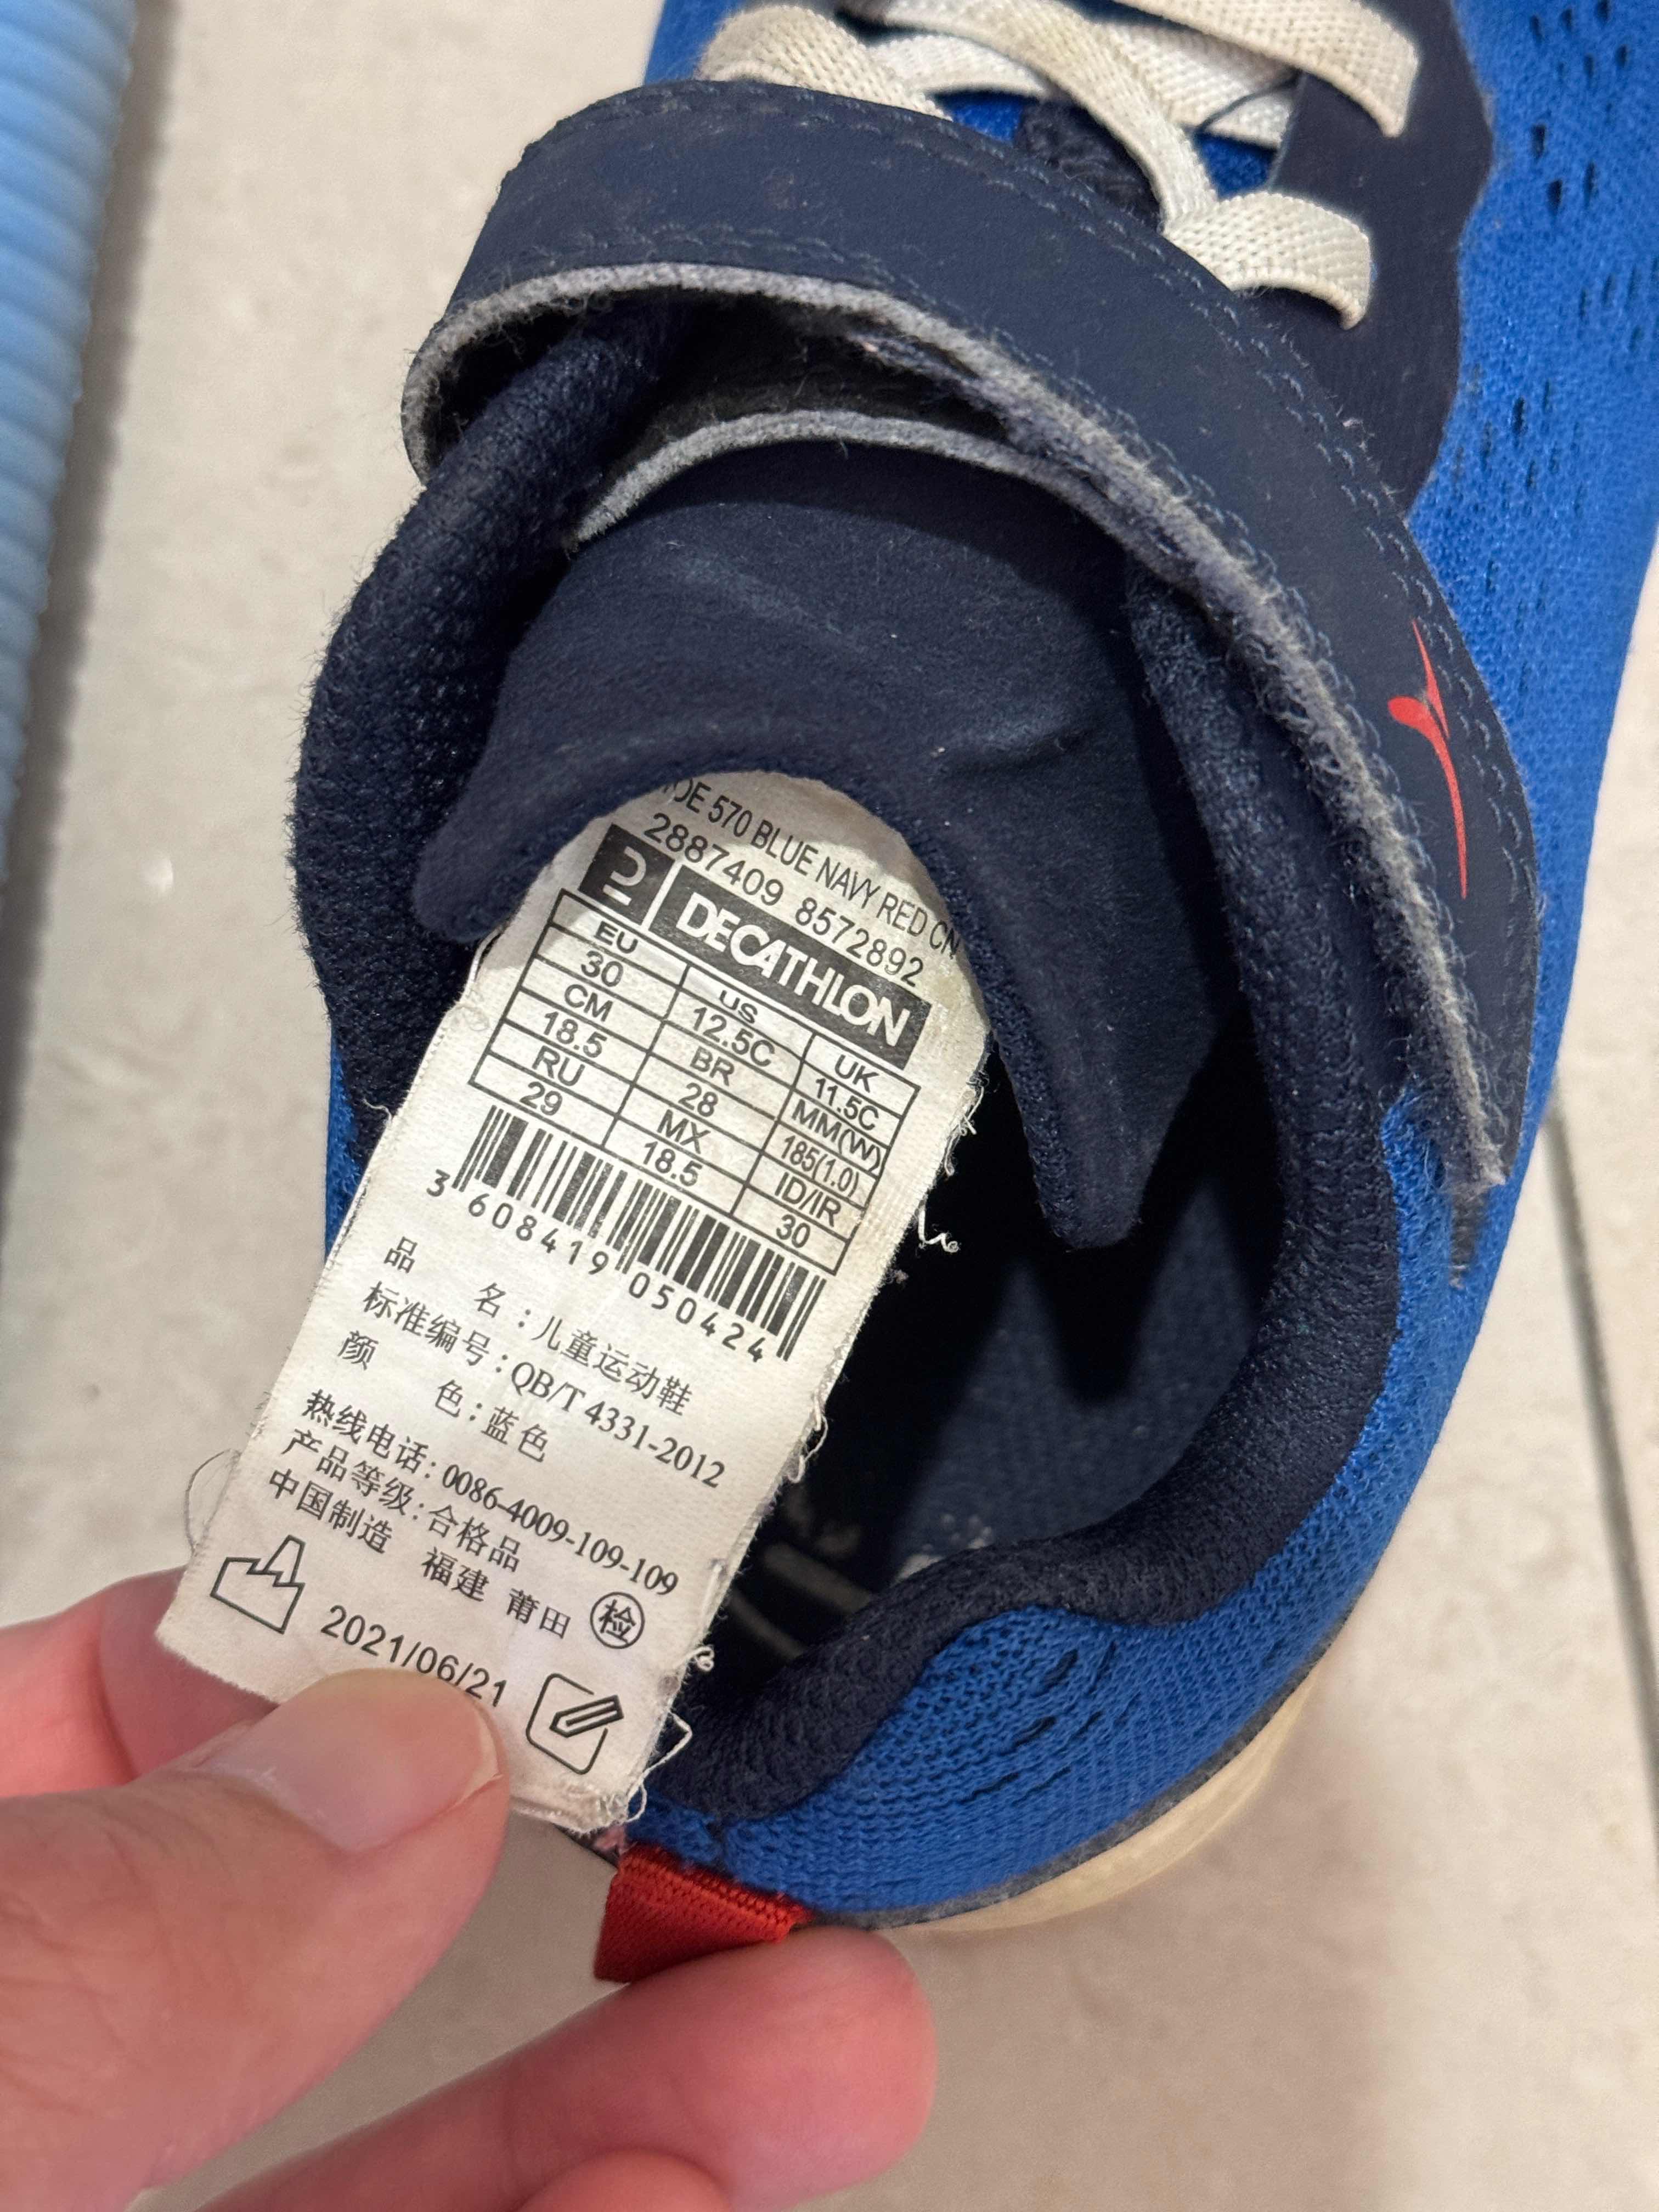 570 BLUE NAVY RED CN
2887409 8572892
DECATHLON
EU US UK
30 12.5C 11.5C
CM BR MM(W)
18.5 28 185(1.0)
RU MX ID/IR
29 18.5 30
3 608419 050424
品 名：儿童运动鞋
标准编号：QB/T 4331-2012
颜 色：蓝色
热线电话：0086-4009-109-109
产品等级：合格品
中国制造 福建 莆田 检
2021/06/21